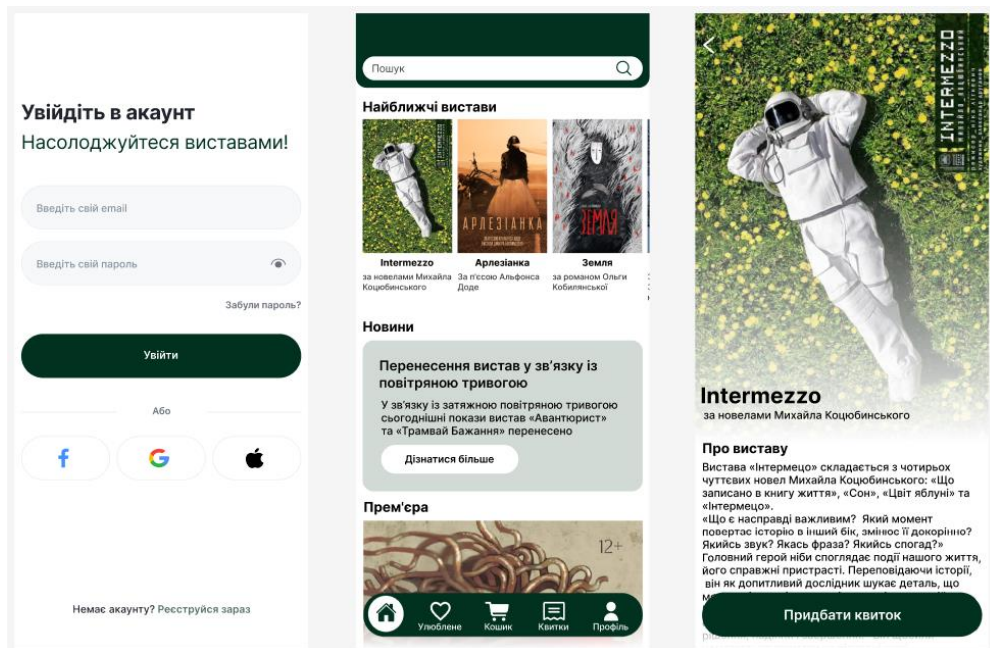 Увійдіть в акаунт
Насолоджуйтеся виставами!
Введіть свій email
Введіть свій пароль
Забули пароль?
Увійти
Або
Немає акаунту? Реєструйся зараз
Пошук
Найближчі вистави
INTERMEZZO
АРЛЕЗІАНКА
ЗЕМЛЯ
Intermezzo
за новелами Михайла
Коцюбинського
Арлезіанка
За п'єсою Альфонса
Доде
Земля
за романом Ольги
Кобилянської
Новини
Перенесення вистав у зв’язку із
повітряною тривогою
У зв’язку із затяжною повітряною тривогою
сьогоднішні покази вистав «Авантюрист»
та «Трамвай Бажання» перенесено
Дізнатися більше
Прем'єра
12+
Улюблене
Кошик
Квитки
Профіль
INTERMEZZO
МИХАЙЛО КОЦЮБИНСЬКИЙ
Intermezzo
за новелами Михайла Коцюбинського
Про виставу
Вистава «Інтермецо» складається з чотирьох
чуттєвих новел Михайла Коцюбинського: «Що
записано в книгу життя», «Сон», «Цвіт яблуні» та
«Інтермецо».
«Що є насправді важливим? Який момент
повертає історію в інший бік, змінює її докорінно?
Якийсь звук? Якась фраза? Якийсь спогад?»
Головний герой ніби споглядає події нашого життя,
його справжні пристрасті. Переповідаючи історії,
він як допитливий дослідник шукає деталь, що
Придбати квиток